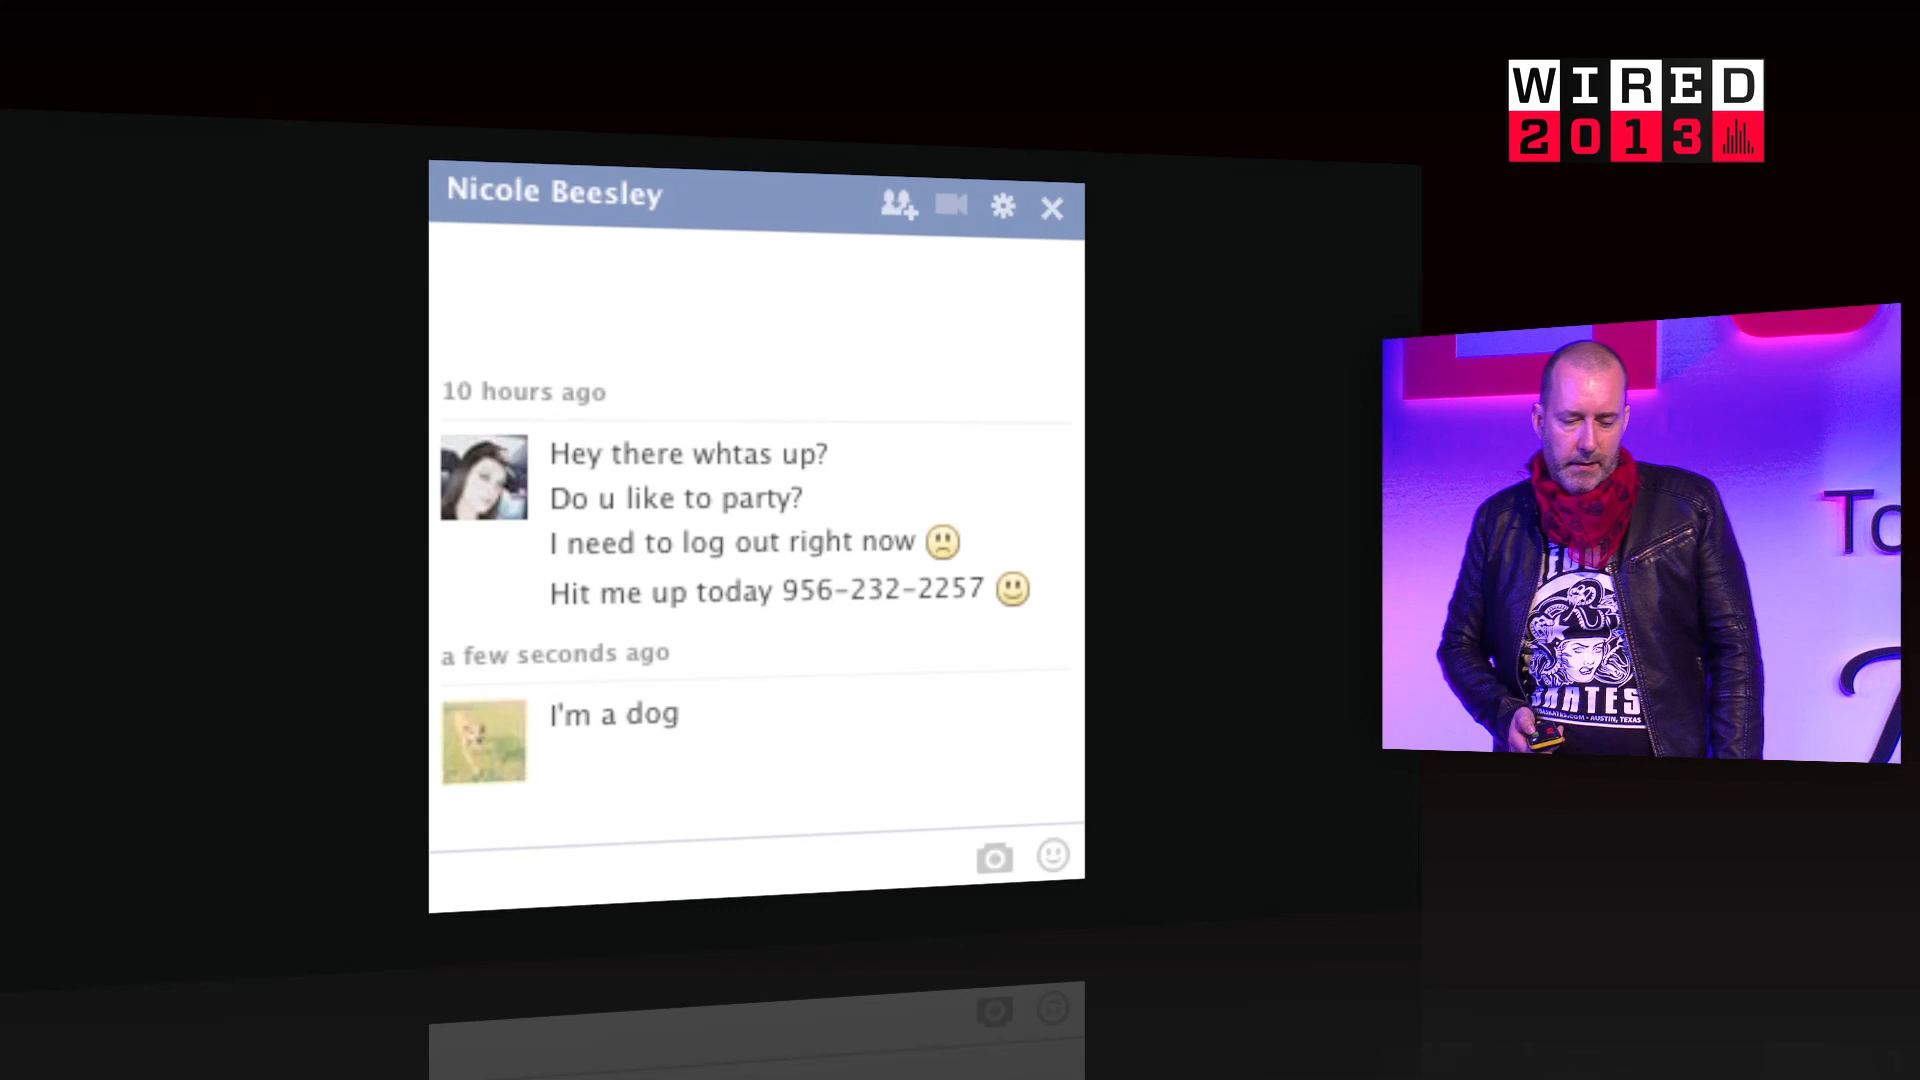 WIRED
2013
Nicole Beesley
10 hours ago
Hey there whtas up?
Do u like to party?
I need to log out right now
Hit me up today 956-232-2257
a few seconds ago
I'm a dog
To
AUSTIN, TEXAS